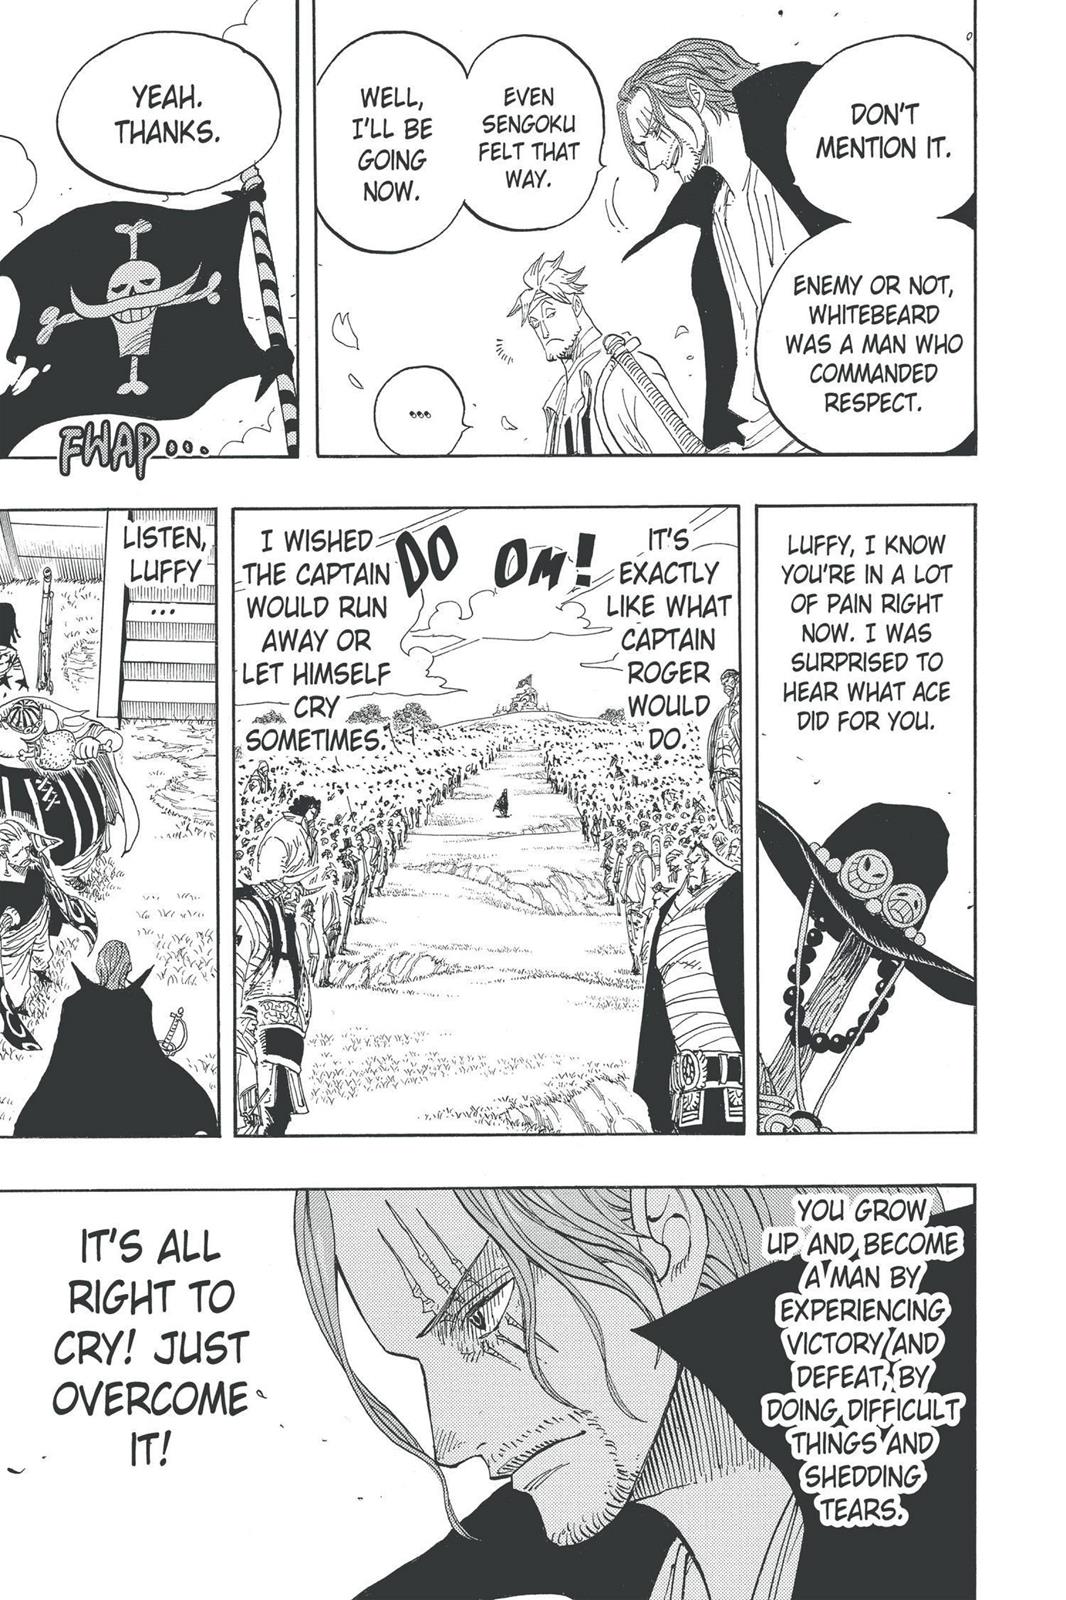 DON'T
MENTION IT.
ENEMY OR NOT,
WHITEBEARD
WAS A MAN WHO
COMMANDED
RESPECT.
EVEN
SENGOKU
FELT THAT
WAY.
WELL,
I'LL BE
GOING
NOW.
...
YEAH.
THANKS.
FWAP...
LUFFY, I KNOW
YOU'RE IN A LOT
OF PAIN RIGHT
NOW. I WAS
SURPRISED TO
HEAR WHAT ACE
DID FOR YOU.
IT'S
EXACTLY
LIKE WHAT
CAPTAIN
ROGER
WOULD
DO.
DO OM!
I WISHED
THE CAPTAIN
WOULD RUN
AWAY OR
LET HIMSELF
CRY
SOMETIMES.
LISTEN,
LUFFY
...
YOU GROW
UP AND BECOME
A MAN BY
EXPERIENCING
VICTORY AND
DEFEAT, BY
DOING DIFFICULT
THINGS AND
SHEDDING
TEARS.
IT'S ALL
RIGHT TO
CRY! JUST
OVERCOME
IT!